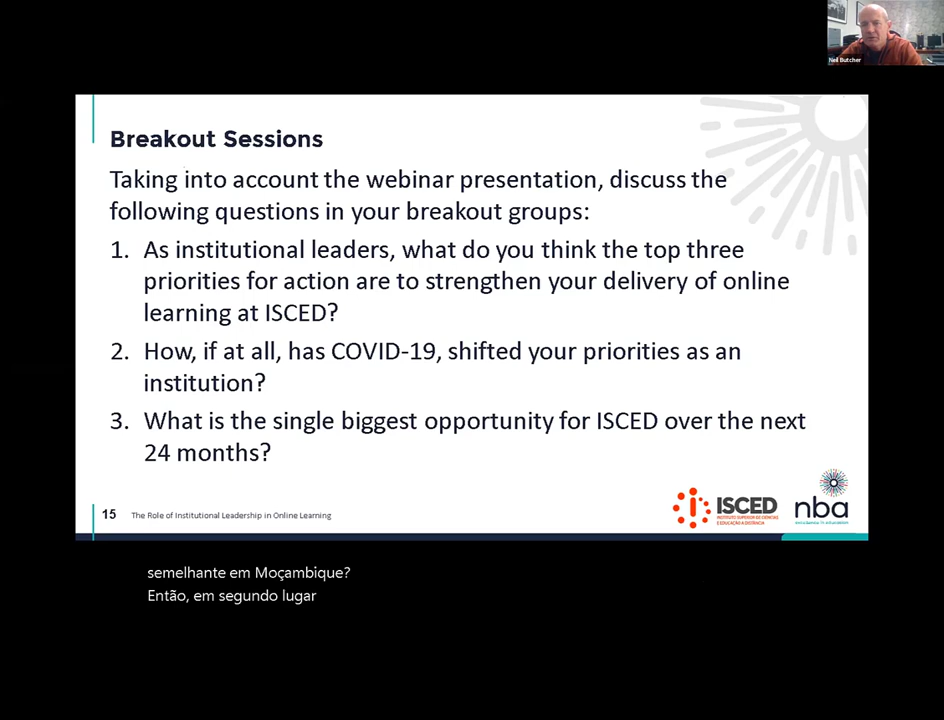 Neil Butcher
Breakout Sessions
Taking into account the webinar presentation, discuss the
following questions in your breakout groups:
1. As institutional leaders, what do you think the top three
priorities for action are to strengthen your delivery of online
learning at ISCED?
2. How, if at all, has COVID-19, shifted your priorities as an
institution?
3. What is the single biggest opportunity for ISCED over the next
24 months?
15 The Role of Institutional Leadership in Online Learning
ISCED
INSTITUTO SUPERIOR DE CIÊNCIAS
E EDUCAÇÃO A DISTÂNCIA
nba
semelhante em Moçambique?
Então, em segundo lugar